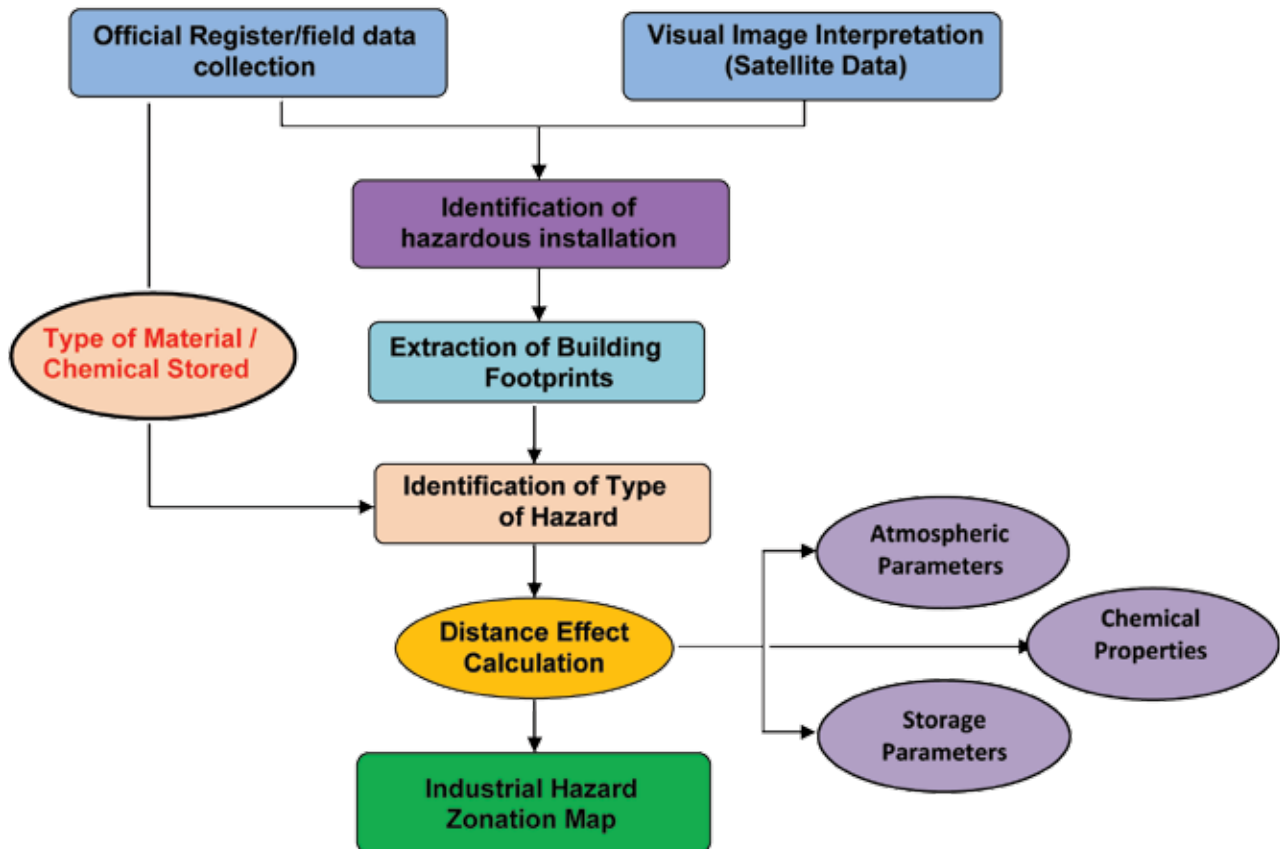 Official Register/field data
collection
Visual Image Interpretation
(Satellite Data)
Identification of
hazardous installation
Type of Material /
Chemical Stored
Extraction of Building
Footprints
Identification of Type
of Hazard
Atmospheric
Parameters
Distance Effect
Calculation
Chemical
Properties
Storage
Parameters
Industrial Hazard
Zonation Map